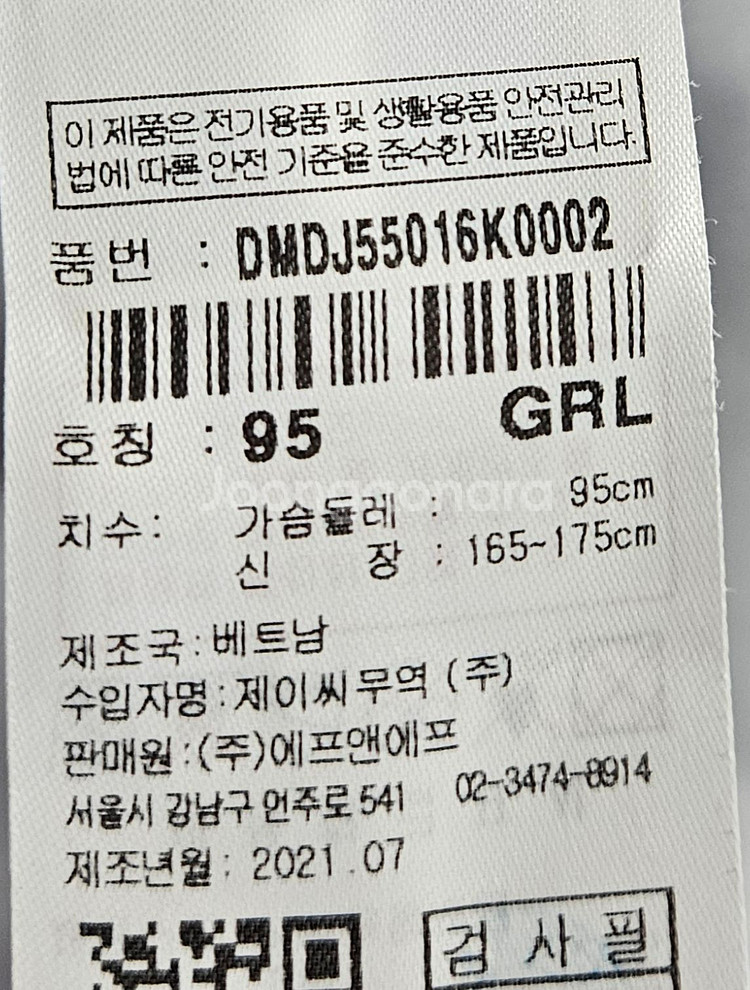 이 제품은 전기용품 및 생활용품 안전관리
법에 따른 안전 기준을 준수한 제품입니다.
품번 : DMDJ55016K0002
호칭 : 95 GRL
Joonggonara
치수: 가슴둘레 : 95cm
신 장 : 165~175cm
제조국:베트남
수입자명:제이씨무역 (주)
판매원:(주)에프앤에프
서울시 강남구 언주로 541 02-3474-8914
제조년월: 2021.07
검 사 필